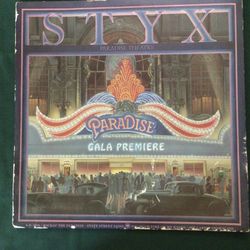 STYX
PARADISE THEATRE
PARADISE
GALA PREMIERE